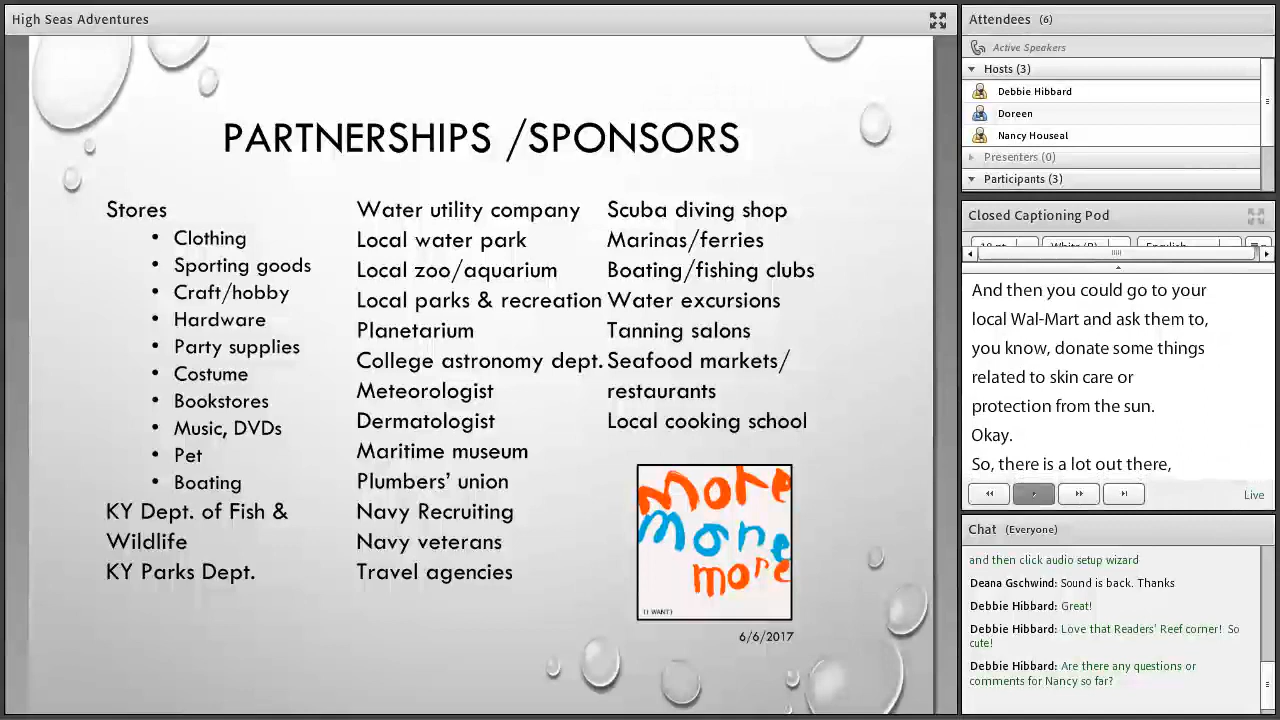 High Seas Adventures
PARTNERSHIPS /SPONSORS
Stores
• Clothing
• Sporting goods
• Craft/hobby
• Hardware
• Party supplies
• Costume
• Bookstores
• Music, DVDs
• Pet
• Boating
KY Dept. of Fish &
Wildlife
KY Parks Dept.
Water utility company
Local water park
Local zoo/aquarium
Local parks & recreation
Planetarium
College astronomy dept.
Meteorologist
Dermatologist
Maritime museum
Plumbers’ union
Navy Recruiting
Navy veterans
Travel agencies
Scuba diving shop
Marinas/ferries
Boating/fishing clubs
Water excursions
Tanning salons
Seafood markets/
restaurants
Local cooking school
more
more
more
(I WANT)
6/6/2017
Attendees (6)
Active Speakers
Hosts (3)
Debbie Hibbard
Doreen
Nancy Houseal
Presenters (0)
Participants (3)
Closed Captioning Pod
English
And then you could go to your
local Wal-Mart and ask them to,
you know, donate some things
related to skin care or
protection from the sun.
Okay.
So, there is a lot out there,
Live
Chat (Everyone)
and then click audio setup wizard
Deana Gschwind: Sound is back. Thanks
Debbie Hibbard: Great!
Debbie Hibbard: Love that Readers' Reef corner! So
cute!
Debbie Hibbard: Are there any questions or
comments for Nancy so far?